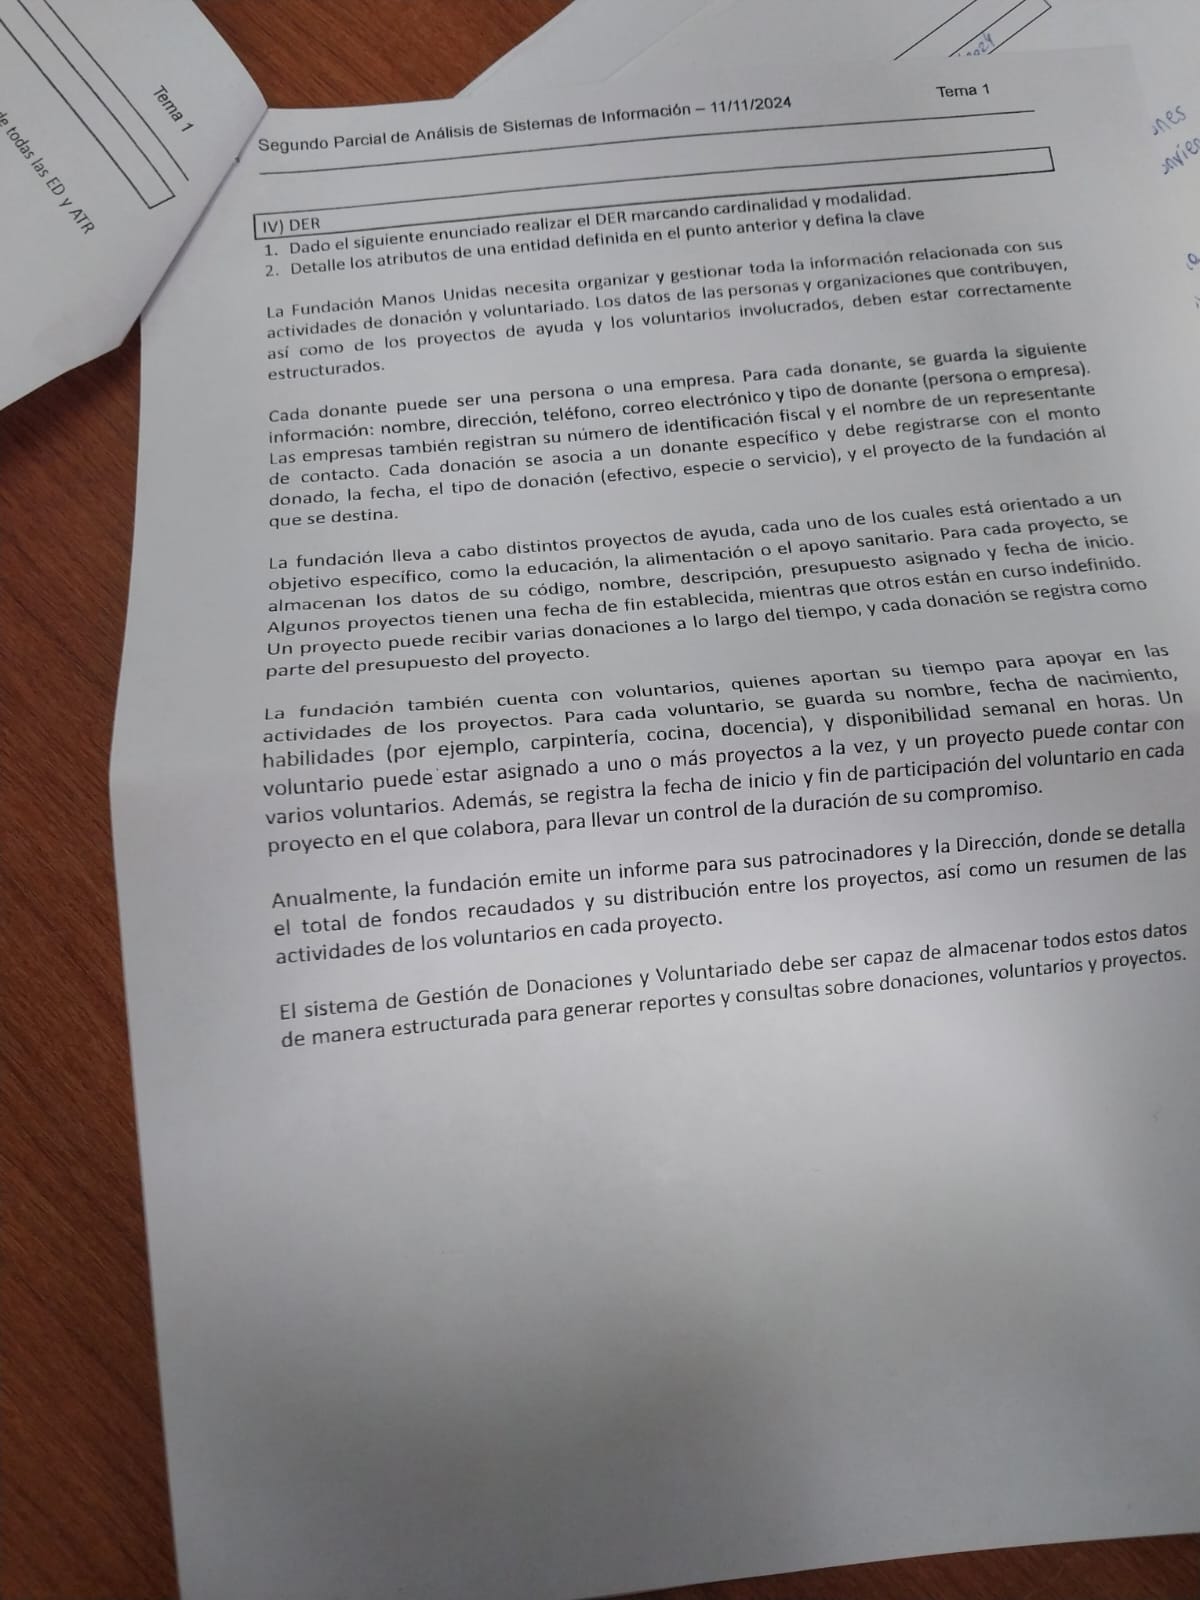 Tema 1
de todas las ED y ATR
Segundo Parcial de Análisis de Sistemas de Información – 11/11/2024
Tema 1
IV) DER
1. Dado el siguiente enunciado realizar el DER marcando cardinalidad y modalidad.
2. Detalle los atributos de una entidad definida en el punto anterior y defina la clave
La Fundación Manos Unidas necesita organizar y gestionar toda la información relacionada con sus
actividades de donación y voluntariado. Los datos de las personas y organizaciones que contribuyen,
así como de los proyectos de ayuda y los voluntarios involucrados, deben estar correctamente
estructurados.
Cada donante puede ser una persona o una empresa. Para cada donante, se guarda la siguiente
información: nombre, dirección, teléfono, correo electrónico y tipo de donante (persona o empresa).
Las empresas también registran su número de identificación fiscal y el nombre de un representante
de contacto. Cada donación se asocia a un donante específico y debe registrarse con el monto
donado, la fecha, el tipo de donación (efectivo, especie o servicio), y el proyecto de la fundación al
que se destina.
La fundación lleva a cabo distintos proyectos de ayuda, cada uno de los cuales está orientado a un
objetivo específico, como la educación, la alimentación o el apoyo sanitario. Para cada proyecto, se
almacenan los datos de su código, nombre, descripción, presupuesto asignado y fecha de inicio.
Algunos proyectos tienen una fecha de fin establecida, mientras que otros están en curso indefinido.
Un proyecto puede recibir varias donaciones a lo largo del tiempo, y cada donación se registra como
parte del presupuesto del proyecto.
La fundación también cuenta con voluntarios, quienes aportan su tiempo para apoyar en las
actividades de los proyectos. Para cada voluntario, se guarda su nombre, fecha de nacimiento,
habilidades (por ejemplo, carpintería, cocina, docencia), y disponibilidad semanal en horas. Un
voluntario puede estar asignado a uno o más proyectos a la vez, y un proyecto puede contar con
varios voluntarios. Además, se registra la fecha de inicio y fin de participación del voluntario en cada
proyecto en el que colabora, para llevar un control de la duración de su compromiso.
Anualmente, la fundación emite un informe para sus patrocinadores y la Dirección, donde se detalla
el total de fondos recaudados y su distribución entre los proyectos, así como un resumen de las
actividades de los voluntarios en cada proyecto.
El sistema de Gestión de Donaciones y Voluntariado debe ser capaz de almacenar todos estos datos
de manera estructurada para generar reportes y consultas sobre donaciones, voluntarios y proyectos.